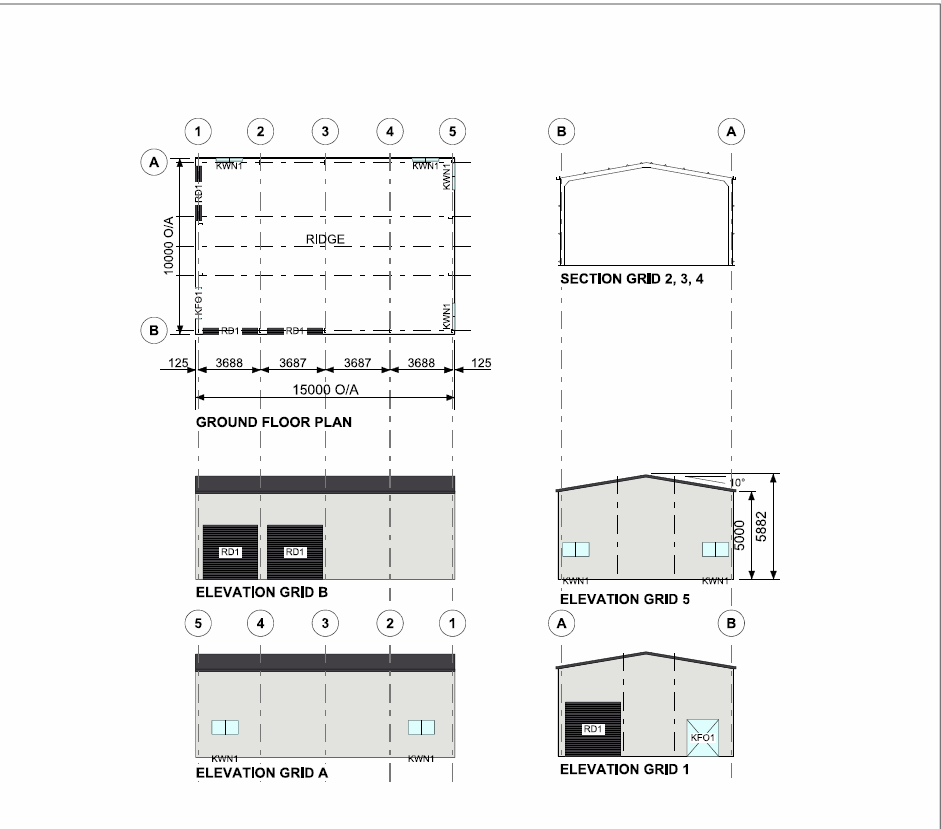 1 2 3 4 5
B A
A
KWN1 KWN1
KWN1
RD1
RIDGE
10000 O/A
KFO1
KWN1
B
RD1 RD1
SECTION GRID 2, 3, 4
125 3688 3687 3687 3688 125
15000 O/A
GROUND FLOOR PLAN
10°
5000
5882
RD1 RD1
KWN1 KWN1
ELEVATION GRID B
ELEVATION GRID 5
5 4 3 2 1
A B
RD1
KFO1
KWN1 KWN1
ELEVATION GRID A
ELEVATION GRID 1